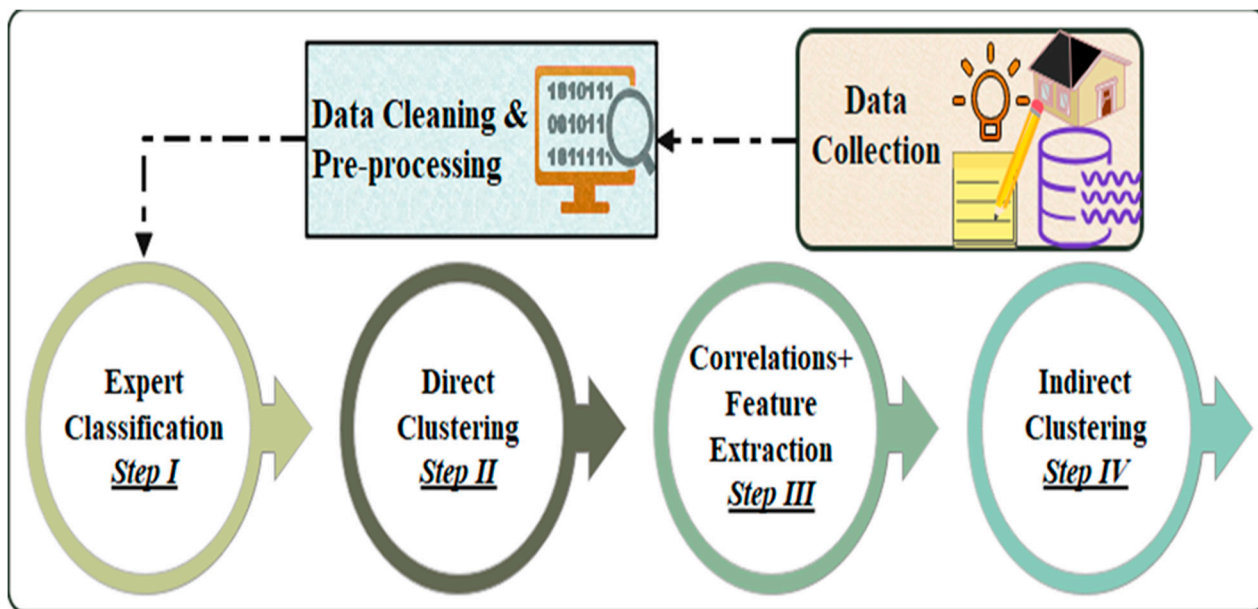 Data Cleaning &
Pre-processing
1010111
001011
1011111
Data
Collection
Expert
Classification
Step I
Direct
Clustering
Step II
Correlations+
Feature
Extraction
Step III
Indirect
Clustering
Step IV